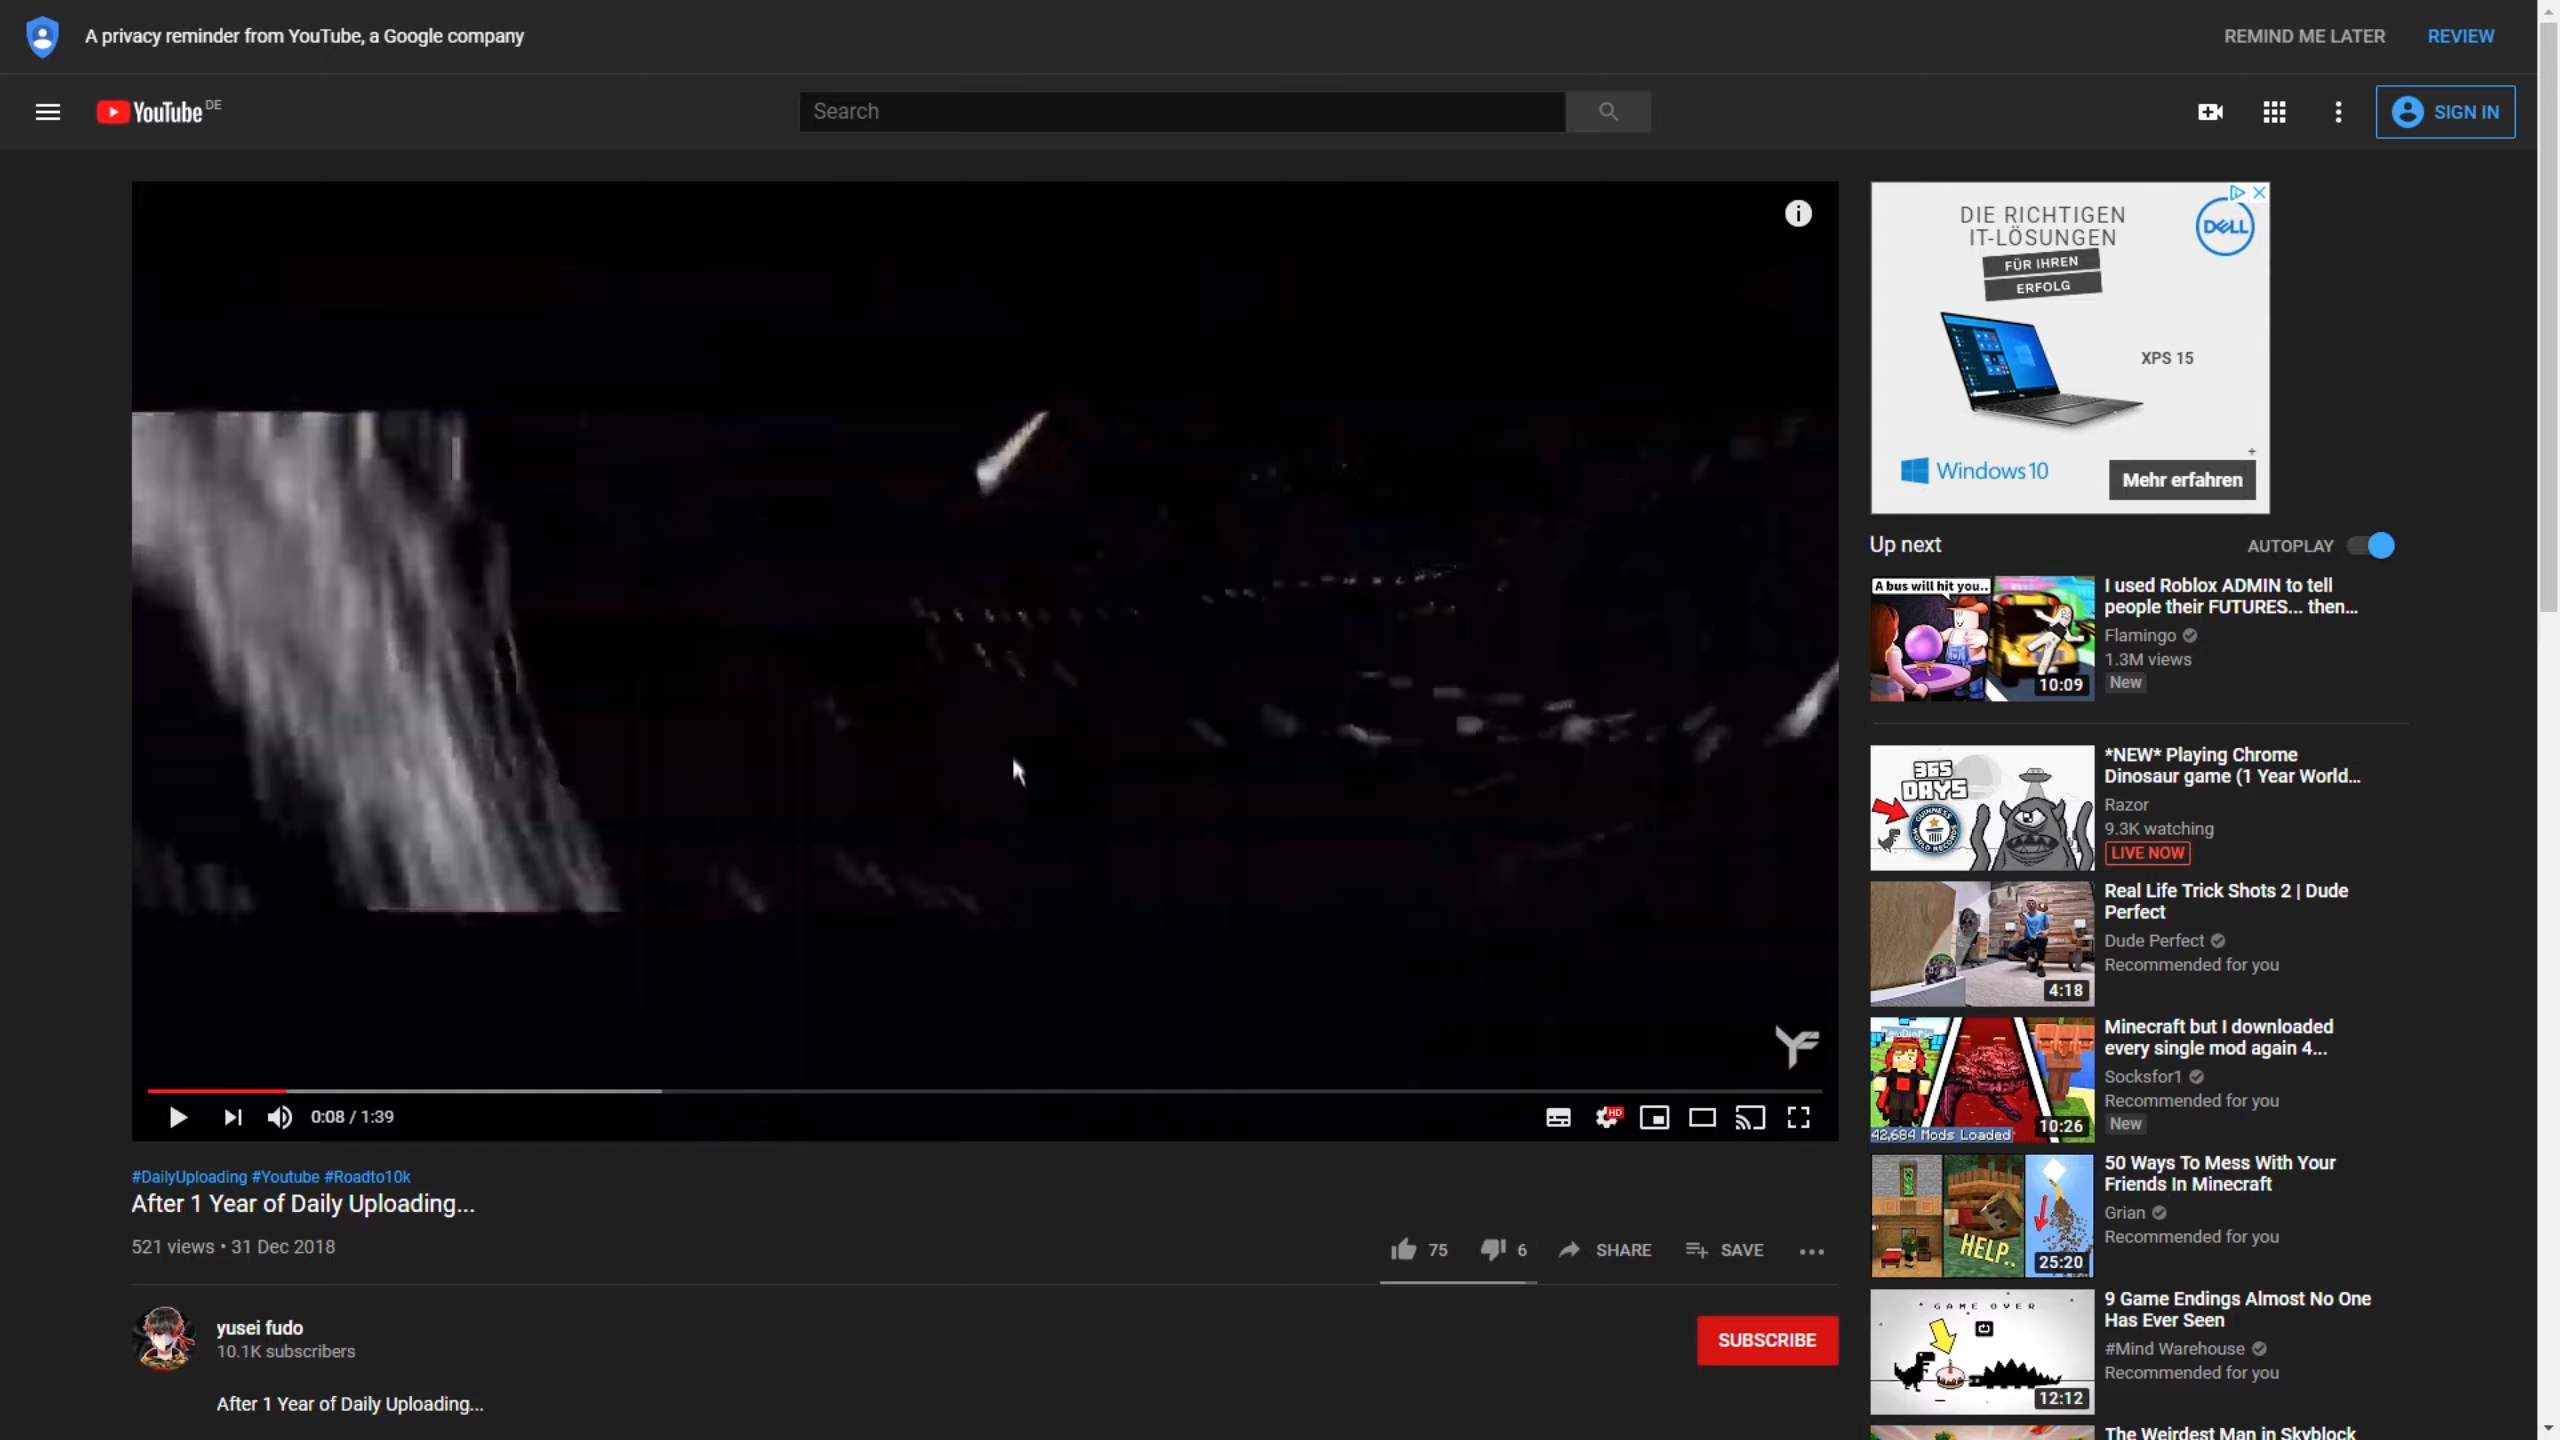 A privacy reminder from YouTube, a Google company
REMIND ME LATER
REVIEW
YouTube DE
Search
SIGN IN
DIE RICHTIGEN
IT-LÖSUNGEN
FÜR IHREN
ERFOLG
DELL
XPS 15
Windows 10
Mehr erfahren
Up next
AUTOPLAY
A bus will hit you..
10:09
I used Roblox ADMIN to tell
people their FUTURES... then...
Flamingo
1.3M views
New
365
DAYS
*NEW* Playing Chrome
Dinosaur game (1 Year World...
Razor
9.3K watching
LIVE NOW
4:18
Real Life Trick Shots 2 | Dude
Perfect
Dude Perfect
Recommended for you
42,684 Mods Loaded
10:26
Minecraft but I downloaded
every single mod again 4...
Socksfor1
Recommended for you
New
HELP..
25:20
50 Ways To Mess With Your
Friends In Minecraft
Grian
Recommended for you
GAME OVER
12:12
9 Game Endings Almost No One
Has Ever Seen
#Mind Warehouse
Recommended for you
The Weirdest Man in Skyblock
YF
0:08 / 1:39
HD
#DailyUploading #Youtube #Roadto10k
After 1 Year of Daily Uploading...
521 views • 31 Dec 2018
75
6
SHARE
SAVE
yusei fudo
10.1K subscribers
SUBSCRIBE
After 1 Year of Daily Uploading...